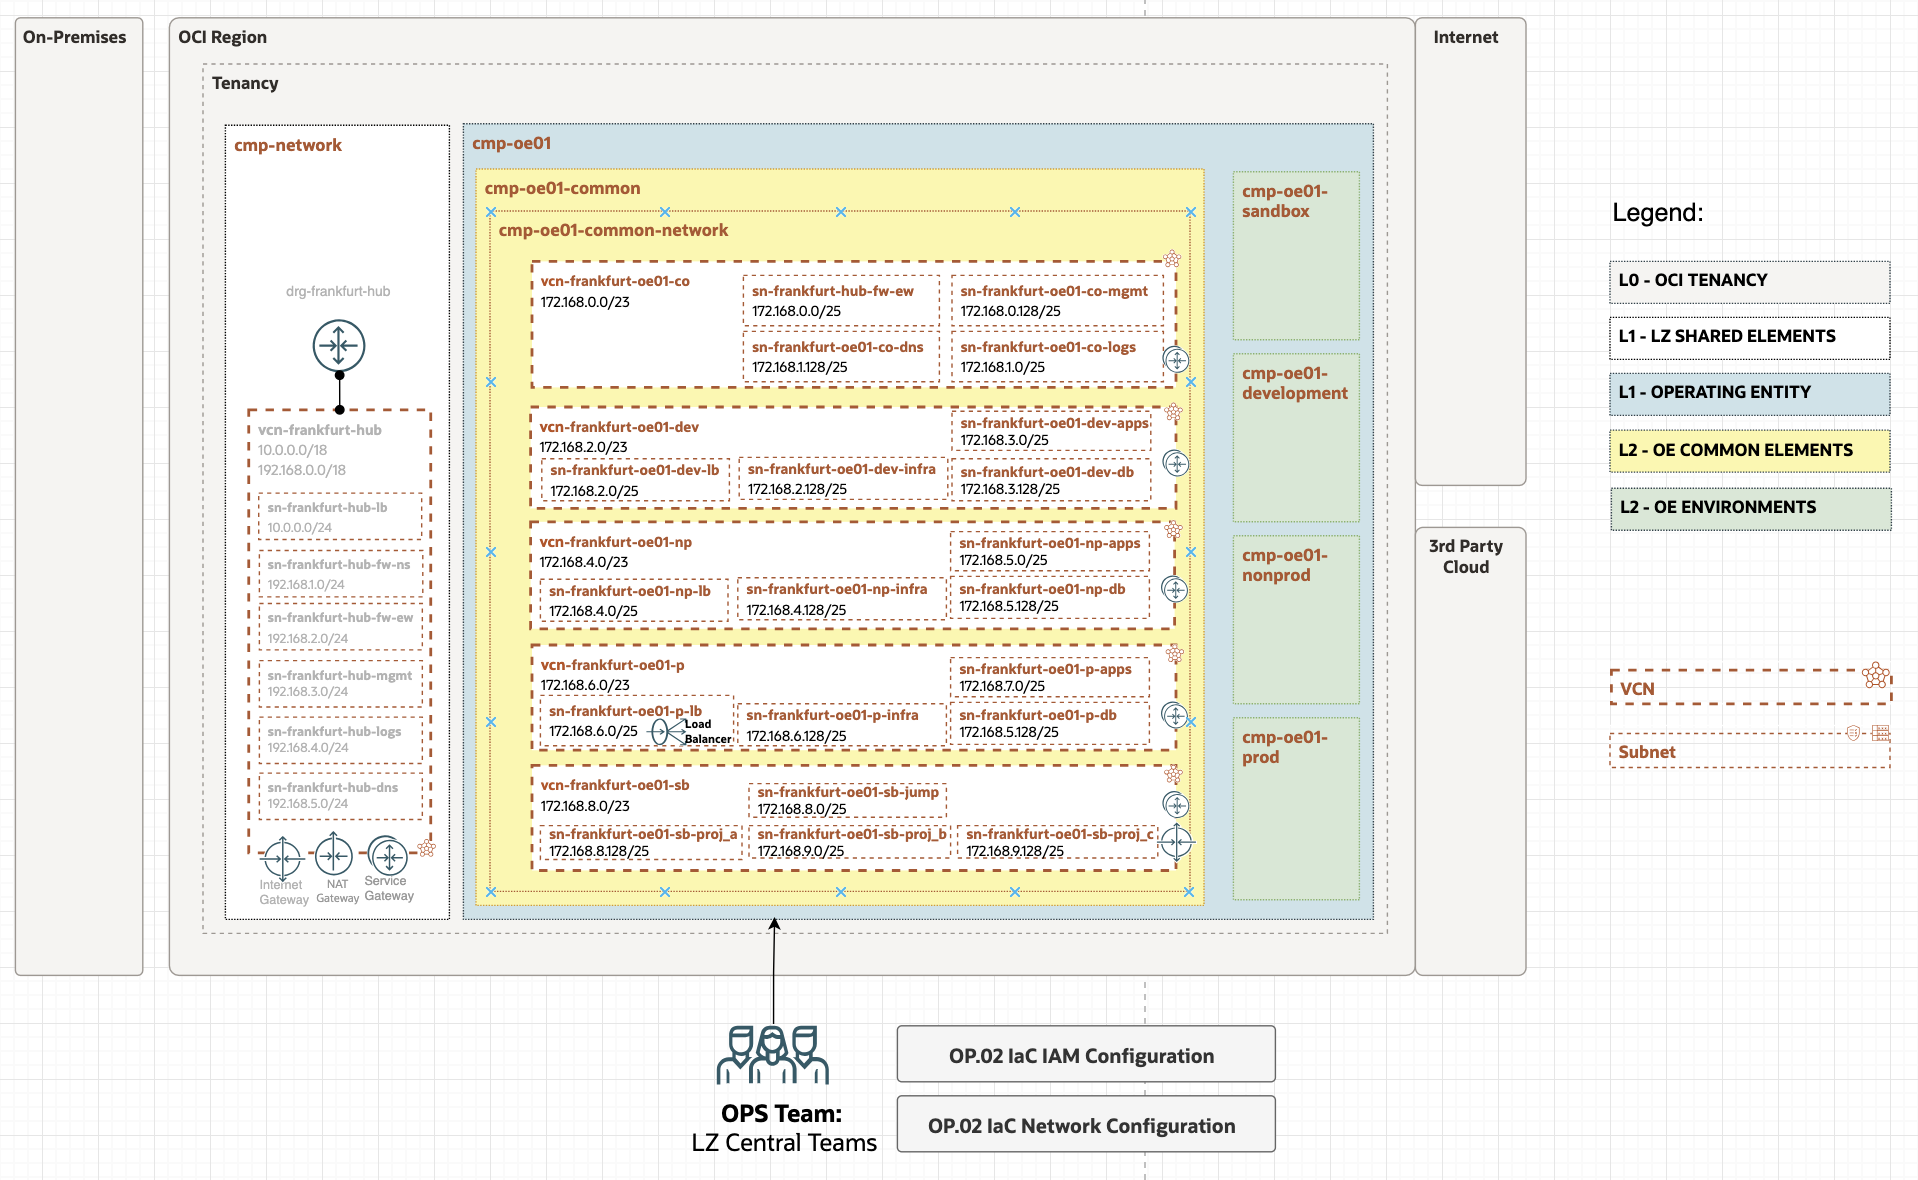 On-Premises
OCI Region
Tenancy
cmp-network
drg-frankfurt-hub
vcn-frankfurt-hub
10.0.0.0/18
192.168.0.0/18
sn-frankfurt-hub-lb
10.0.0.0/24
sn-frankfurt-hub-fw-ns
192.168.1.0/24
sn-frankfurt-hub-fw-ew
192.168.2.0/24
sn-frankfurt-hub-mgmt
192.168.3.0/24
sn-frankfurt-hub-logs
192.168.4.0/24
sn-frankfurt-hub-dns
192.168.5.0/24
Internet
Gateway
NAT
Gateway
Service
Gateway
cmp-oe01
cmp-oe01-common
cmp-oe01-common-network
vcn-frankfurt-oe01-co
172.168.0.0/23
sn-frankfurt-hub-fw-ew
172.168.0.0/25
sn-frankfurt-oe01-co-mgmt
172.168.0.128/25
sn-frankfurt-oe01-co-dns
172.168.1.128/25
sn-frankfurt-oe01-co-logs
172.168.1.0/25
vcn-frankfurt-oe01-dev
172.168.2.0/23
sn-frankfurt-oe01-dev-apps
172.168.3.0/25
sn-frankfurt-oe01-dev-lb
172.168.2.0/25
sn-frankfurt-oe01-dev-infra
172.168.2.128/25
sn-frankfurt-oe01-dev-db
172.168.3.128/25
vcn-frankfurt-oe01-np
172.168.4.0/23
sn-frankfurt-oe01-np-apps
172.168.5.0/25
sn-frankfurt-oe01-np-lb
172.168.4.0/25
sn-frankfurt-oe01-np-infra
172.168.4.128/25
sn-frankfurt-oe01-np-db
172.168.5.128/25
vcn-frankfurt-oe01-p
172.168.6.0/23
sn-frankfurt-oe01-p-apps
172.168.7.0/25
sn-frankfurt-oe01-p-lb
172.168.6.0/25
Load
Balancer
sn-frankfurt-oe01-p-infra
172.168.6.128/25
sn-frankfurt-oe01-p-db
172.168.5.128/25
vcn-frankfurt-oe01-sb
172.168.8.0/23
sn-frankfurt-oe01-sb-jump
172.168.8.0/25
sn-frankfurt-oe01-sb-proj_a
172.168.8.128/25
sn-frankfurt-oe01-sb-proj_b
172.168.9.0/25
sn-frankfurt-oe01-sb-proj_c
172.168.9.128/25
cmp-oe01-
sandbox
cmp-oe01-
development
cmp-oe01-
nonprod
cmp-oe01-
prod
Internet
3rd Party
Cloud
Legend:
L0 - OCI TENANCY
L1 - LZ SHARED ELEMENTS
L1 - OPERATING ENTITY
L2 - OE COMMON ELEMENTS
L2 - OE ENVIRONMENTS
VCN
Subnet
OPS Team:
LZ Central Teams
OP.02 IaC IAM Configuration
OP.02 IaC Network Configuration